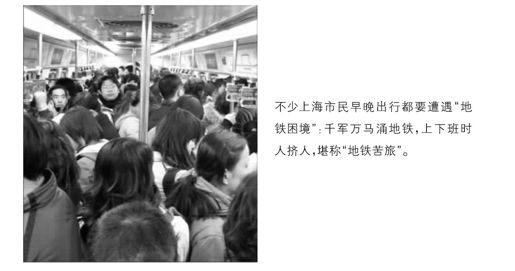 不少上海市民早晚出行都要遭遇“地
铁困境”：千军万马涌地铁，上下班时
人挤人，堪称“地铁苦旅”。